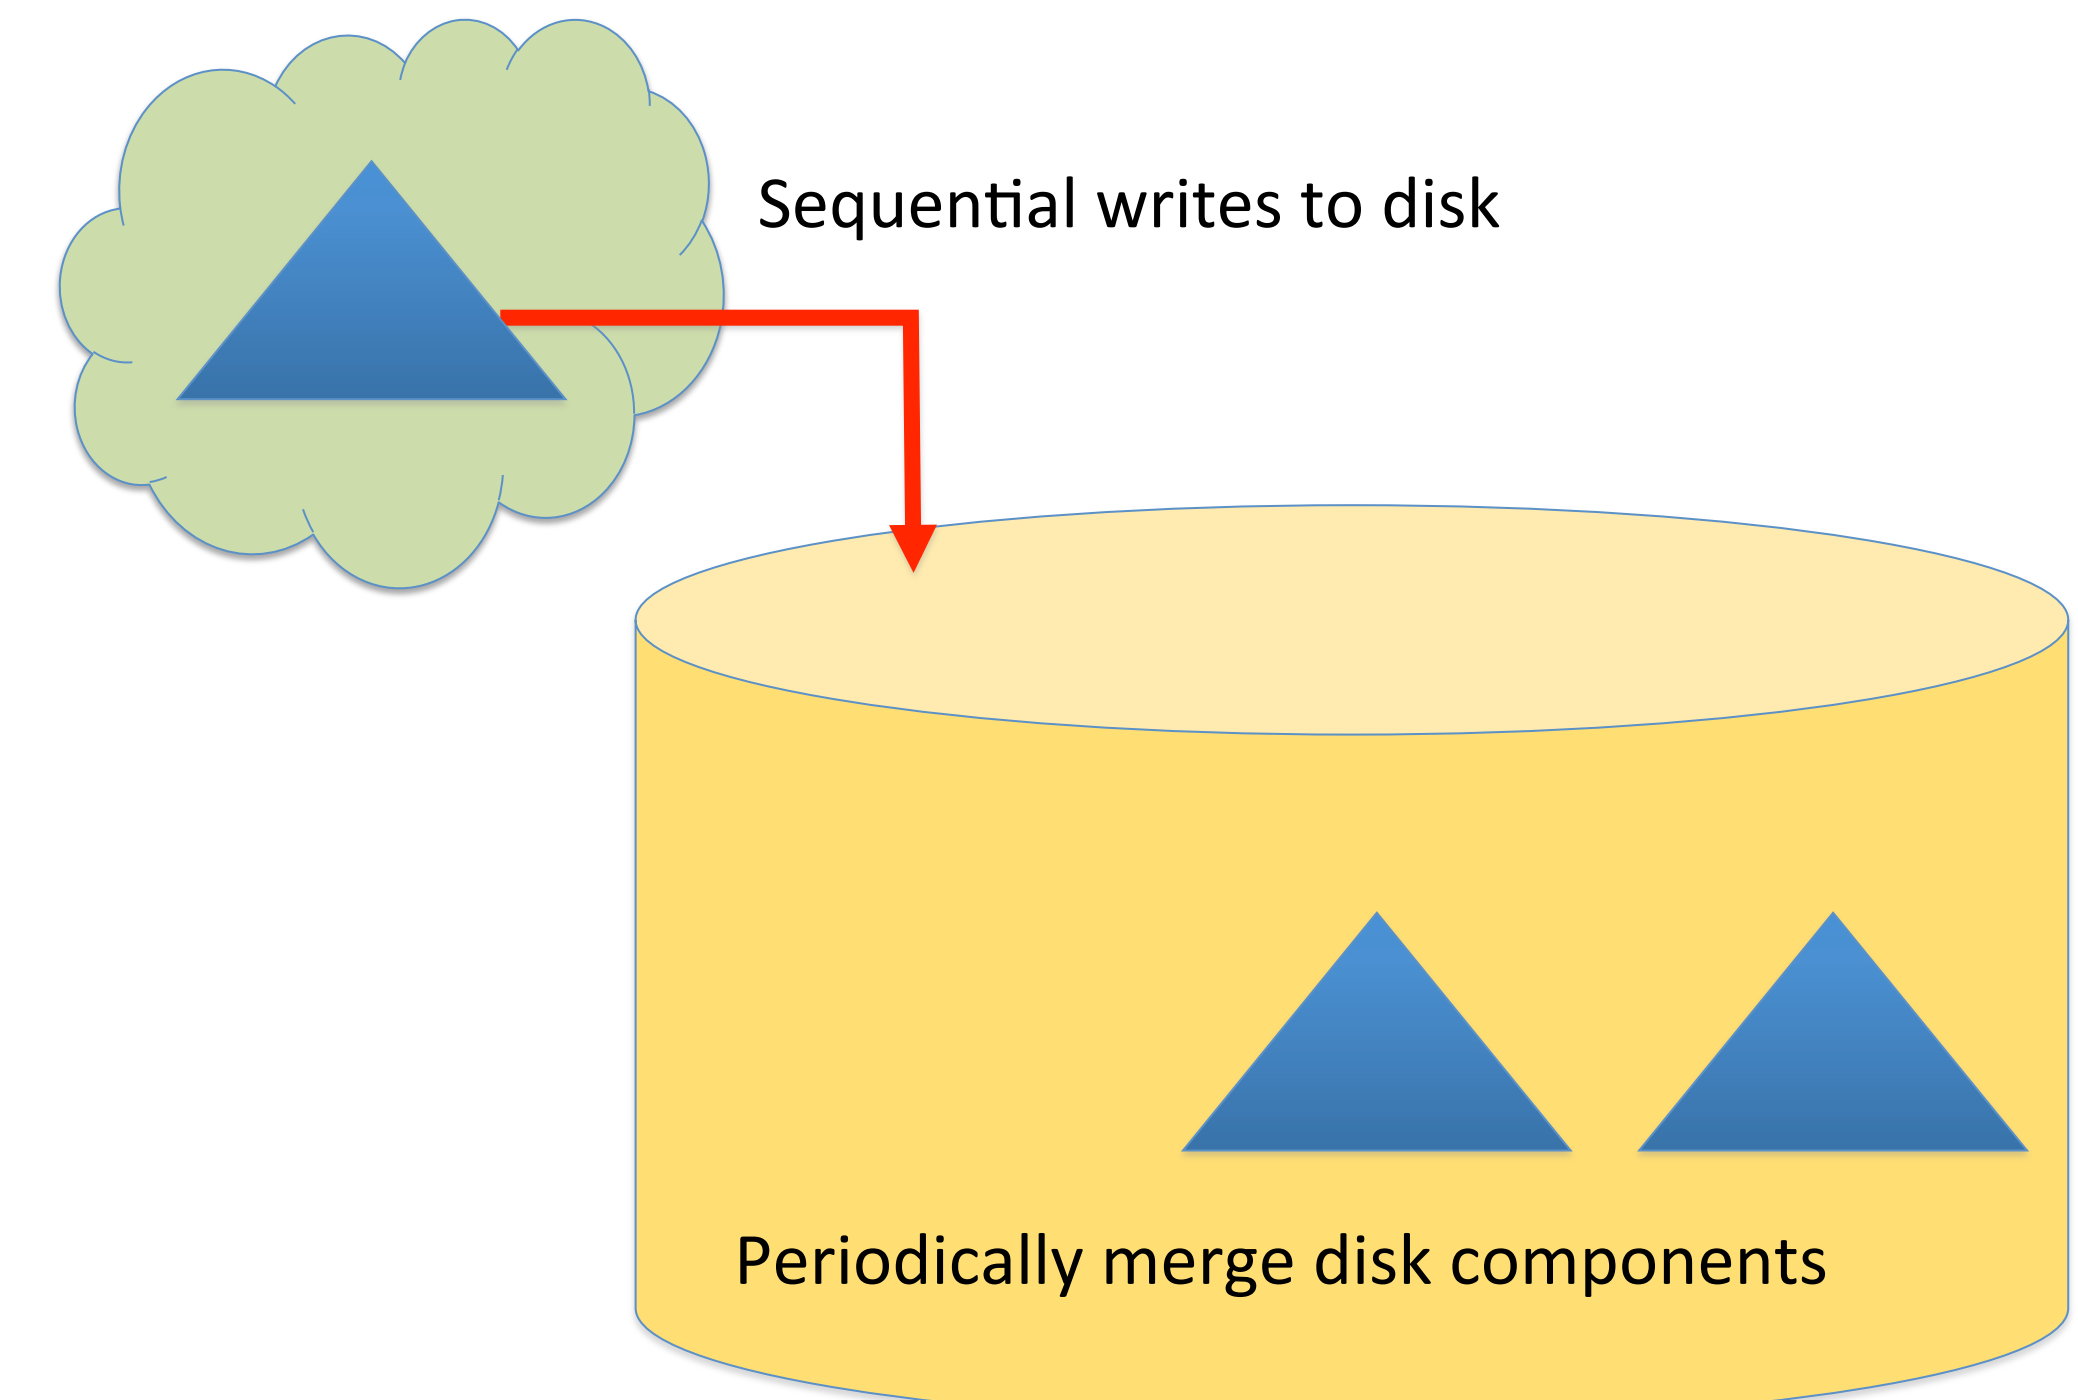 Sequential writes to disk
Periodically merge disk components